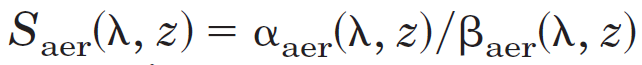 S_aer(λ, z) = α_aer(λ, z)/β_aer(λ, z)